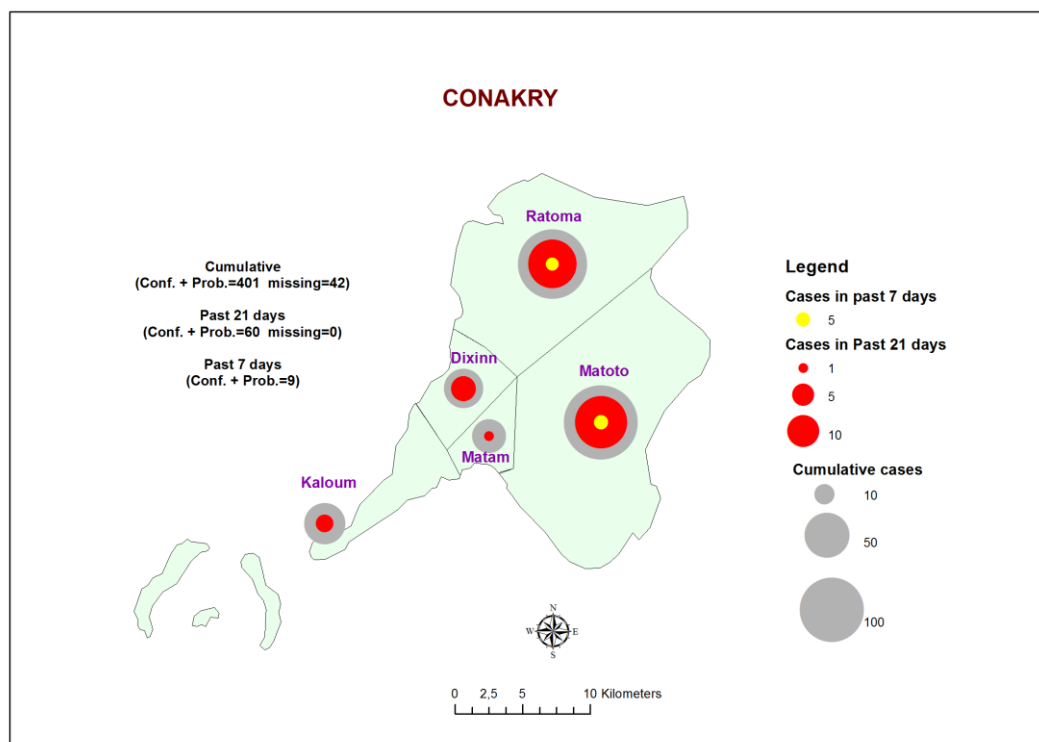 CONAKRY
Ratoma
Cumulative
(Conf. + Prob.=401 missing=42)
Past 21 days
(Conf. + Prob.=60 missing=0)
Past 7 days
(Conf. + Prob.=9)
Dixinn
Matoto
Matam
Kaloum
Legend
Cases in past 7 days
5
Cases in Past 21 days
1
5
10
Cumulative cases
10
50
100
N
W E
S
0 2,5 5 10 Kilometers